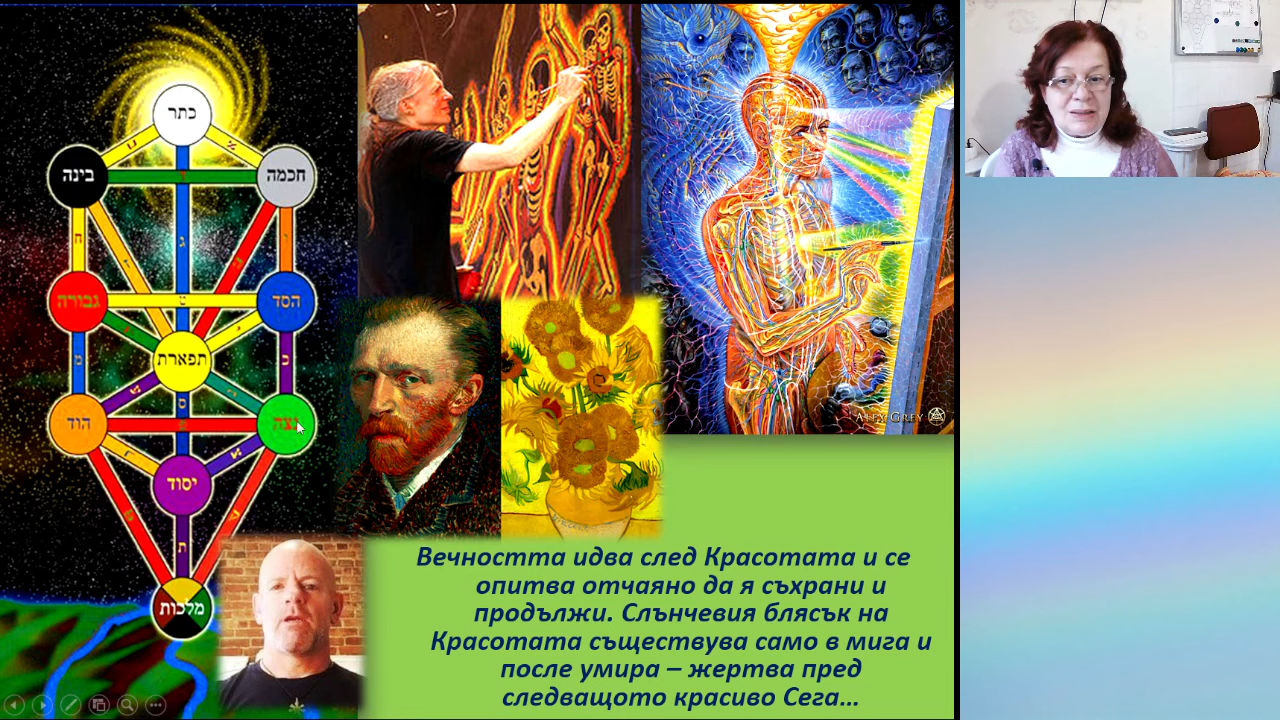 כתר
בינה
חכמה
גבורה
הסד
תפארת
הוד
נצח
יסוד
מלכות
ALEX GREY
Вечността идва след Красотата и се
опитва отчаяно да я съхрани и
продължи. Слънчевия блясък на
Красотата съществува само в мига и
после умира – жертва пред
следващото красиво Сега...